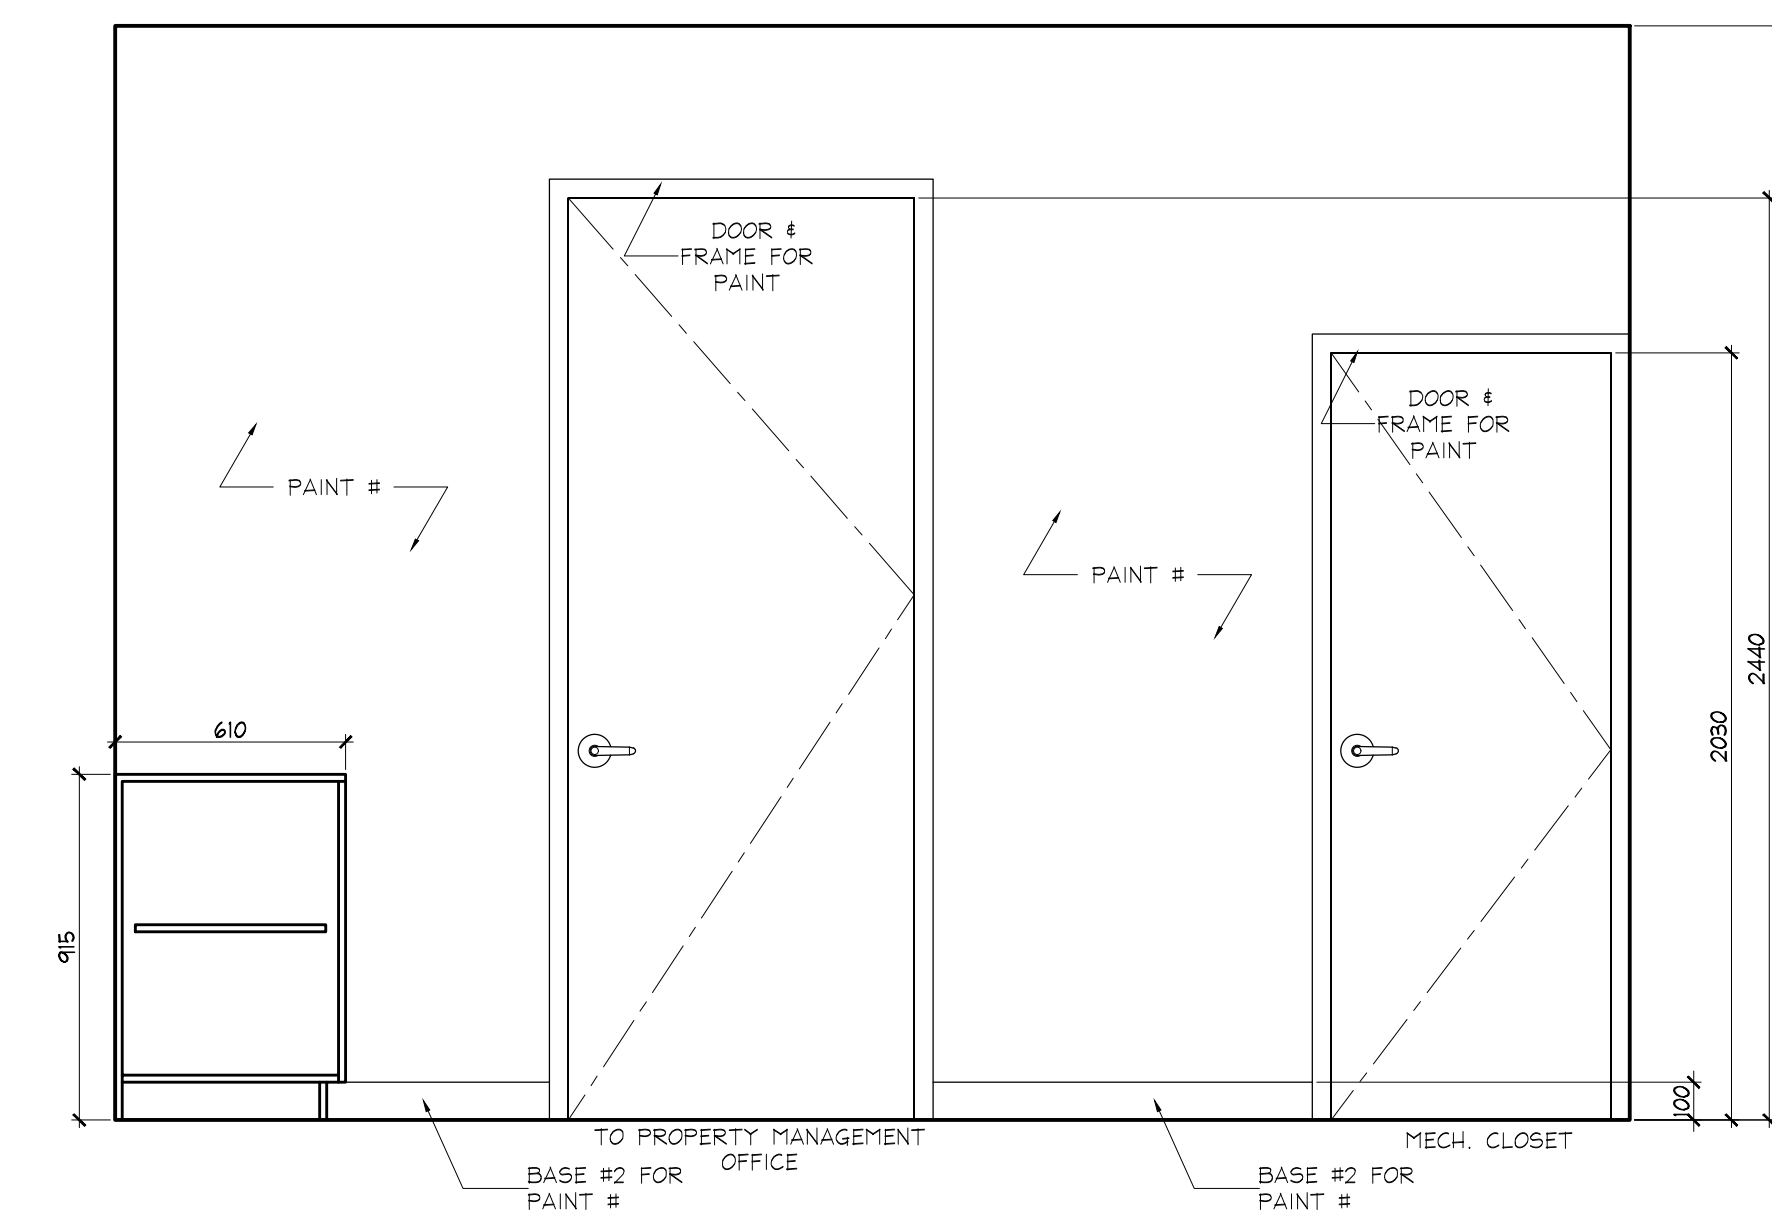 DOOR &
FRAME FOR
PAINT
DOOR &
FRAME FOR
PAINT
PAINT #
PAINT #
2440
2030
610
915
100
TO PROPERTY MANAGEMENT
OFFICE
MECH. CLOSET
BASE #2 FOR
PAINT #
BASE #2 FOR
PAINT #